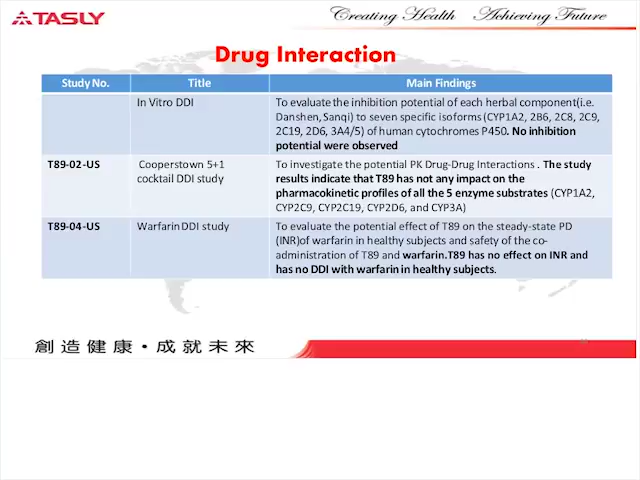 TASLY
Creating Health Achieving Future
Drug Interaction
Study No. Title Main Findings
In Vitro DDI
To evaluate the inhibition potential of each herbal component(i.e.
Danshen, Sanqi) to seven specific isoforms (CYP1A2, 2B6, 2C8, 2C9,
2C19, 2D6, 3A4/5) of human cytochromes P450. No inhibition
potential were observed
T89-02-US
Cooperstown 5+1
cocktail DDI study
To investigate the potential PK Drug-Drug Interactions . The study
results indicate that T89 has not any impact on the
pharmacokinetic profiles of all the 5 enzyme substrates (CYP1A2,
CYP2C9, CYP2C19, CYP2D6, and CYP3A)
T89-04-US
Warfarin DDI study
To evaluate the potential effect of T89 on the steady-state PD
(INR)of warfarin in healthy subjects and safety of the co-
administration of T89 and warfarin.T89 has no effect on INR and
has no DDI with warfarin in healthy subjects.
創造健康·成就未來